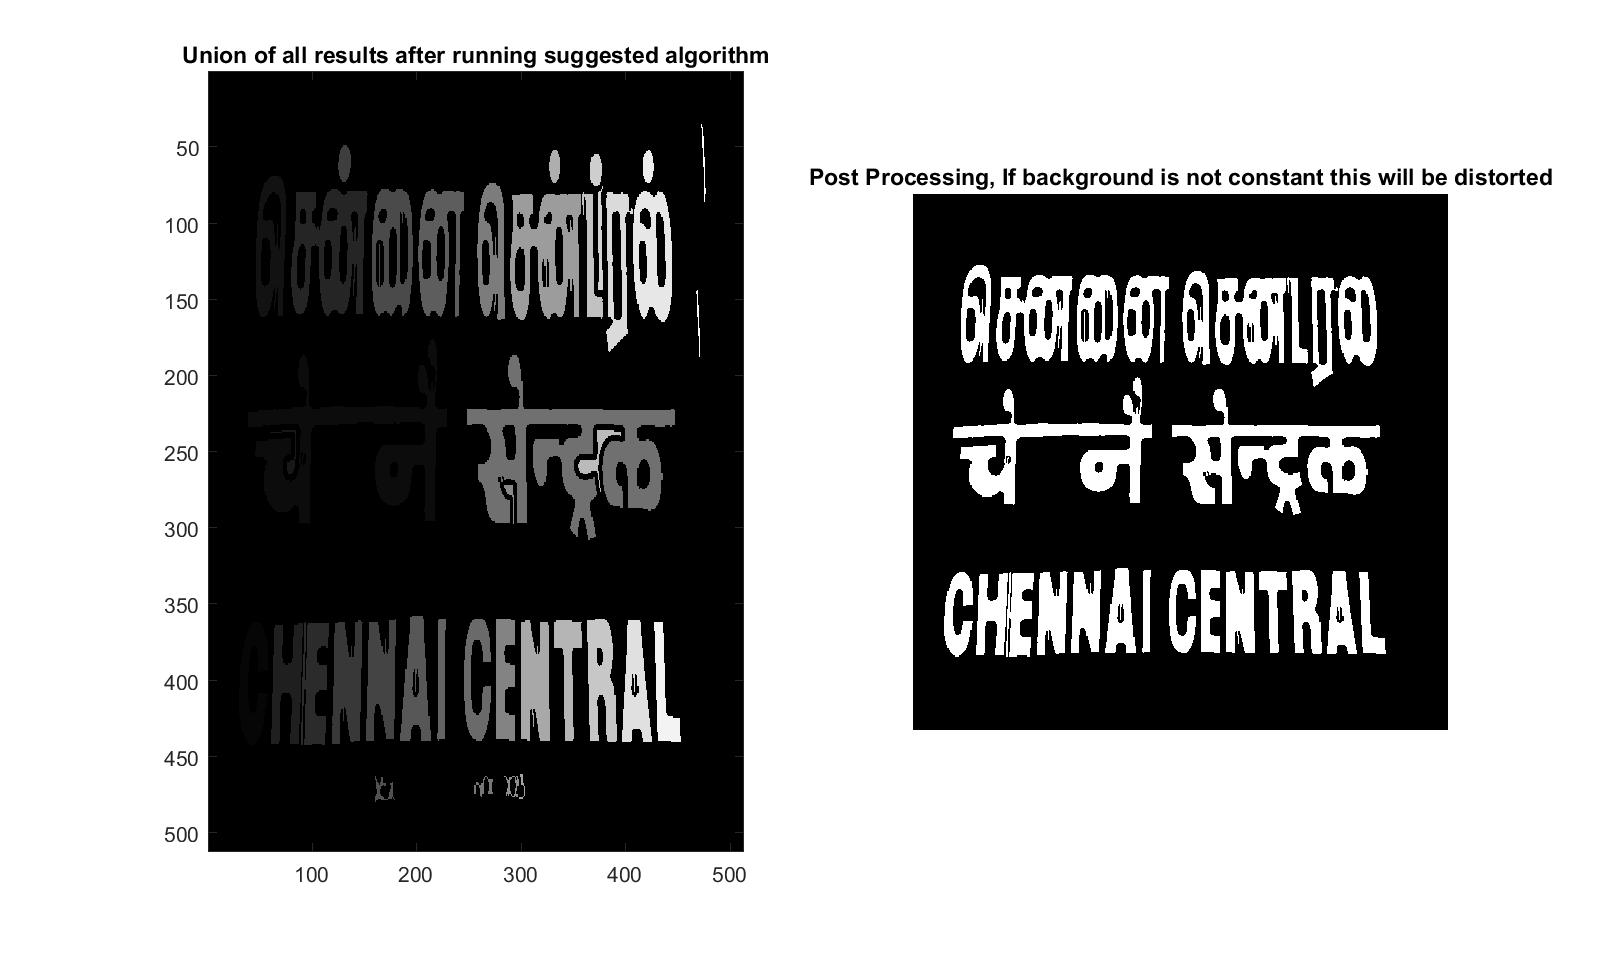 Union of all results after running suggested algorithm
50
100
150
200
250
300
350
400
450
500
சென்னை சென்ட்ரல்
चे नै सेन्ट्रल
CHENNAI CENTRAL
100 200 300 400 500
Post Processing, If background is not constant this will be distorted
செனனை செனடரல
चे नै सेन्ट्रल
CHENNAI CENTRAL